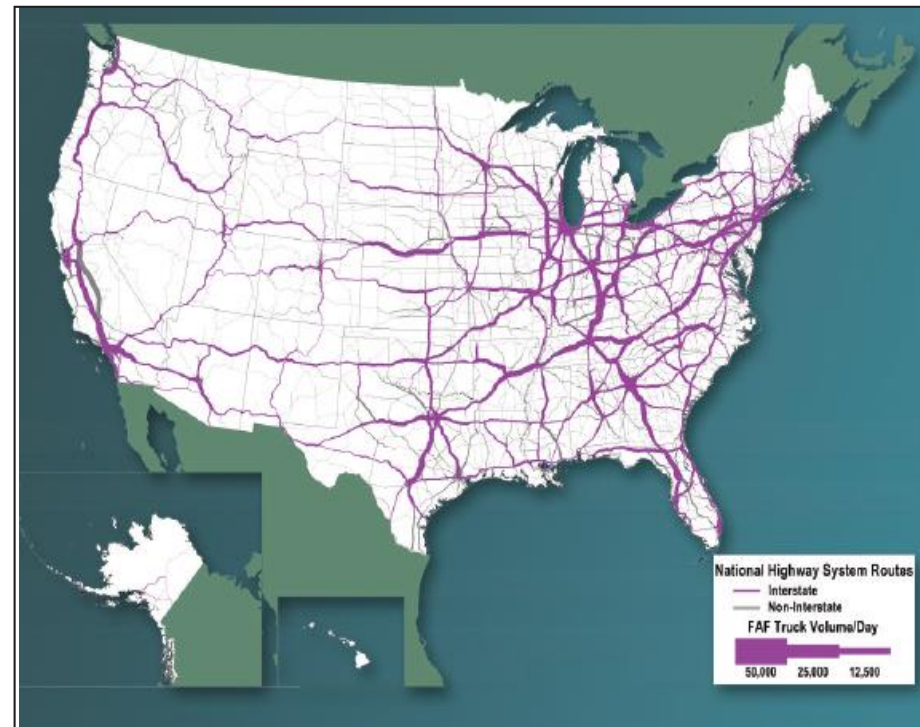 National Highway System Routes
Interstate
Non-Interstate
FAF Truck Volume/Day
50,000 25,000 12,500